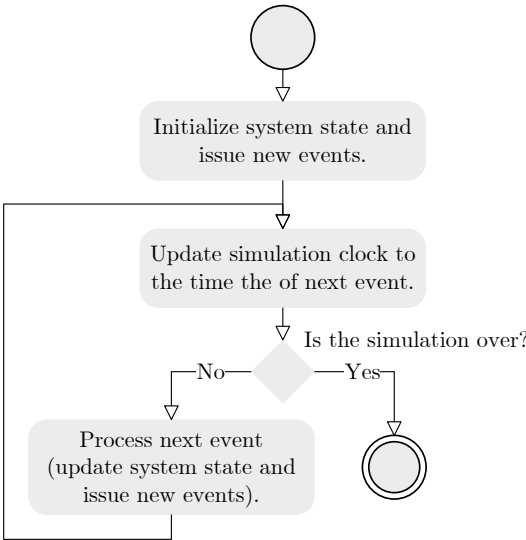 Initialize system state and
issue new events.
Update simulation clock to
the time the of next event.
Is the simulation over?
No
Yes
Process next event
(update system state and
issue new events).